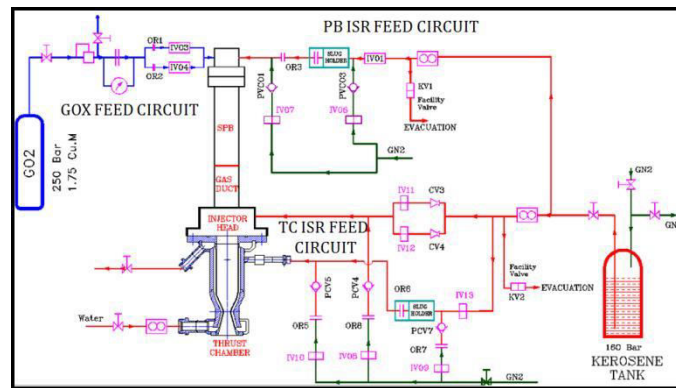 PB ISR FEED CIRCUIT
OR1
IV03
OR2
IV04
GOX FEED CIRCUIT
OR3
SLUG
HOLDER
IV01
PVC01
PVC03
IV07
IV06
KV1
Facility
Valve
EVACUATION
GN2
GO2
250 Bar
1.75 Cu.M
SPB
GAS
DUCT
INJECTOR
HEAD
TC ISR FEED
CIRCUIT
IV11
CV3
IV12
CV4
GN2
GN
Facility
Valve
KV2
EVACUATION
OR6
SLUG
HOLDER
IV13
PCV5
PCV4
PCV7
OR5
OR6
OR7
IV10
IV08
IV09
GN2
Water
THRUST CHAMBER
160 Bar
KEROSENE
TANK